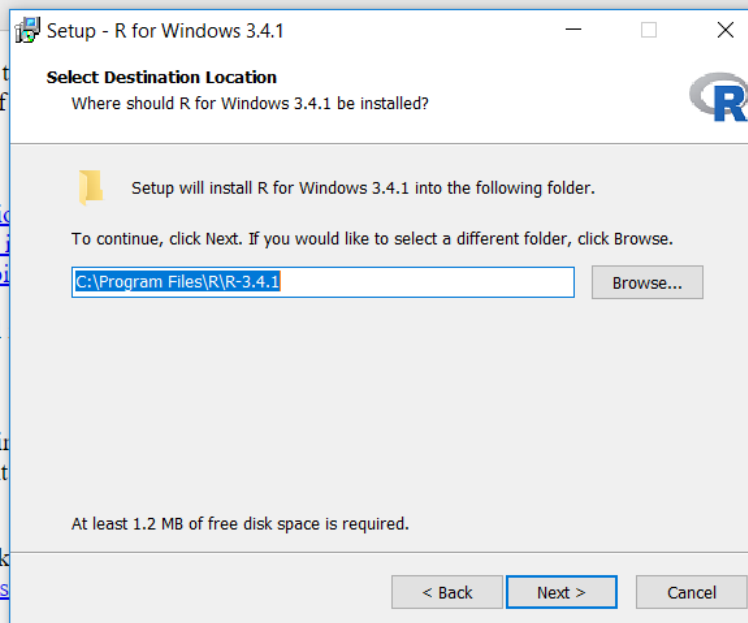 Setup - R for Windows 3.4.1
Select Destination Location
Where should R for Windows 3.4.1 be installed?
R
Setup will install R for Windows 3.4.1 into the following folder.
To continue, click Next. If you would like to select a different folder, click Browse.
C:\Program Files\R\R-3.4.1
Browse...
At least 1.2 MB of free disk space is required.
< Back
Next >
Cancel